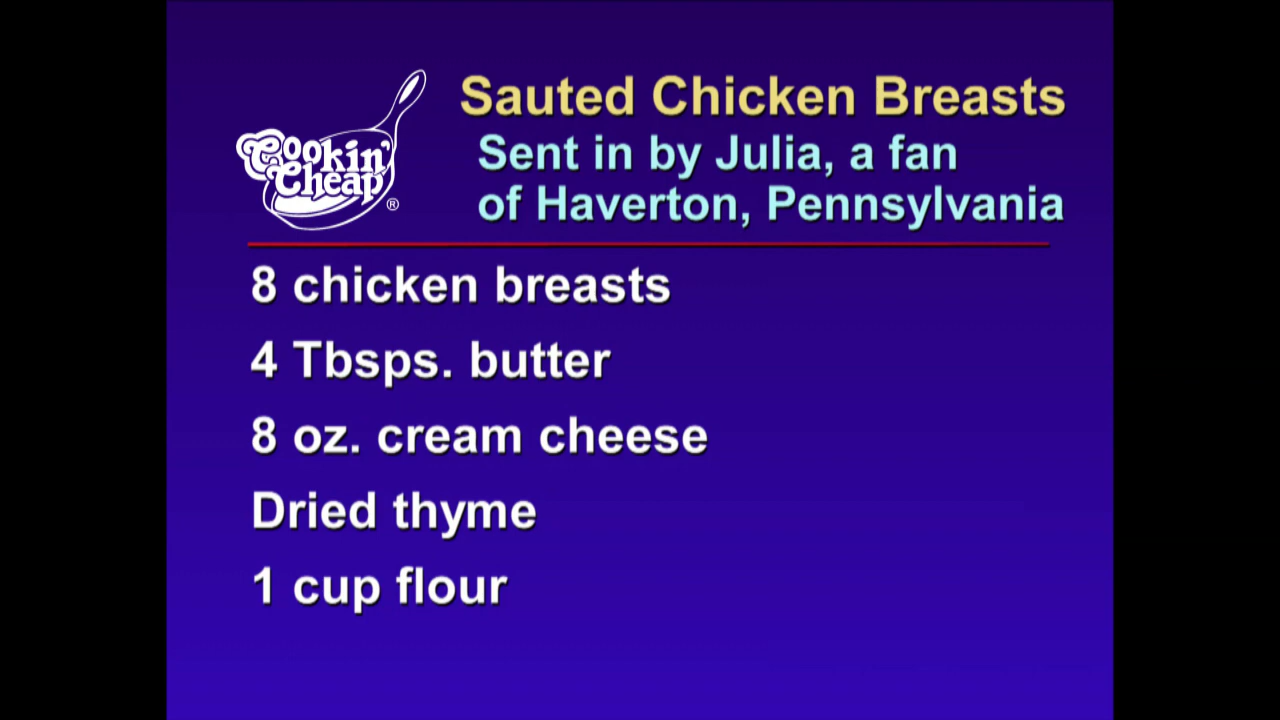 Cookin'
Cheap
®
Sauted Chicken Breasts
Sent in by Julia, a fan
of Haverton, Pennsylvania
8 chicken breasts
4 Tbsps. butter
8 oz. cream cheese
Dried thyme
1 cup flour